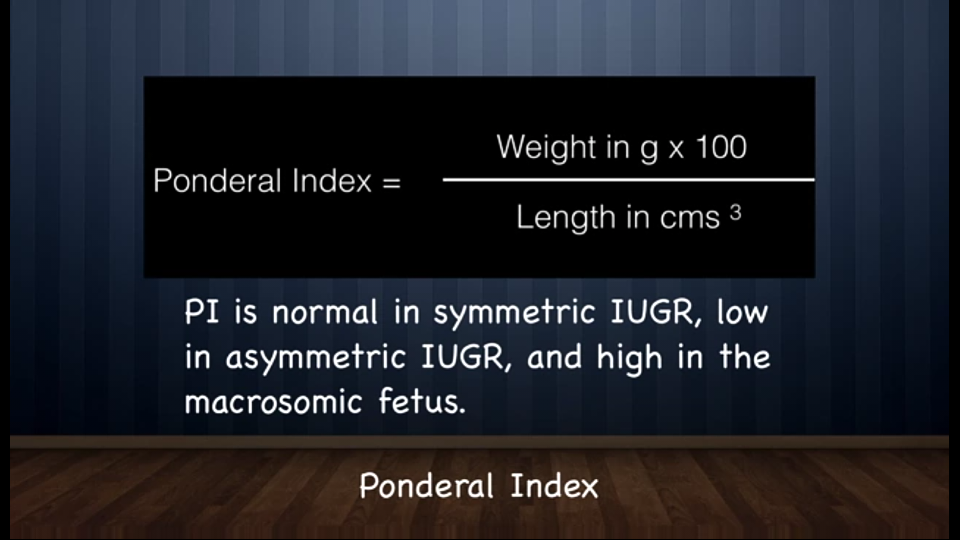 Weight in g x 100
Ponderal Index =
Length in cms ³
PI is normal in symmetric IUGR, low
in asymmetric IUGR, and high in the
macrosomic fetus.
Ponderal Index